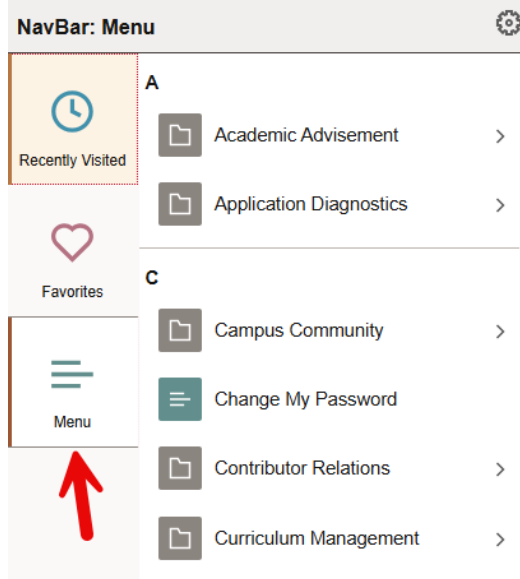 NavBar: Menu
Recently Visited
Favorites
Menu
A
Academic Advisement
Application Diagnostics
C
Campus Community
Change My Password
Contributor Relations
Curriculum Management